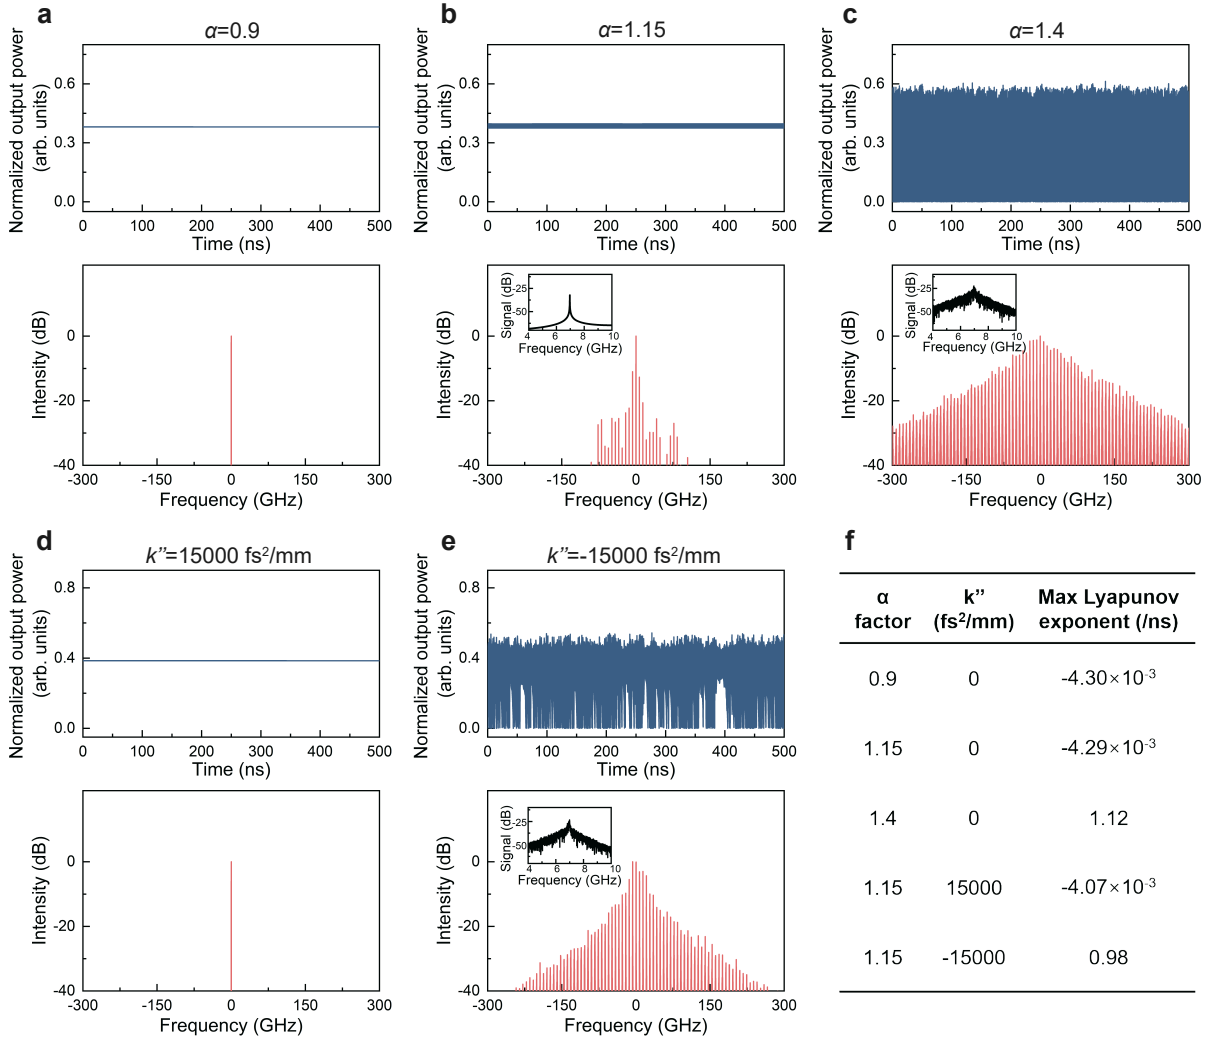 a
α=0.9
Normalized output power
(arb. units)
0.6
0.3
0.0
0 100 200 300 400 500
Time (ns)
Intensity (dB)
0
-20
-40
-300 -150 0 150 300
Frequency (GHz)
b
α=1.15
Normalized output power
(arb. units)
0.6
0.3
0.0
0 100 200 300 400 500
Time (ns)
Signal (dB)
-25
-50
4 6 8 10
Frequency (GHz)
Intensity (dB)
0
-20
-40
-300 -150 0 150 300
Frequency (GHz)
c
α=1.4
Normalized output power
(arb. units)
0.6
0.3
0.0
0 100 200 300 400 500
Time (ns)
Signal (dB)
-25
-50
4 6 8 10
Frequency (GHz)
Intensity (dB)
0
-20
-40
-300 -150 0 150 300
Frequency (GHz)
d
k”=15000 fs²/mm
Normalized output power
(arb. units)
0.8
0.4
0.0
0 100 200 300 400 500
Time (ns)
Intensity (dB)
0
-20
-40
-300 -150 0 150 300
Frequency (GHz)
e
k”=-15000 fs²/mm
Normalized output power
(arb. units)
0.8
0.4
0.0
0 100 200 300 400 500
Time (ns)
Signal (dB)
-25
-50
4 6 8 10
Frequency (GHz)
Intensity (dB)
0
-20
-40
-300 -150 0 150 300
Frequency (GHz)
f
α k” Max Lyapunov
factor (fs²/mm) exponent (/ns)
0.9 0 -4.30×10⁻³
1.15 0 -4.29×10⁻³
1.4 0 1.12
1.15 15000 -4.07×10⁻³
1.15 -15000 0.98